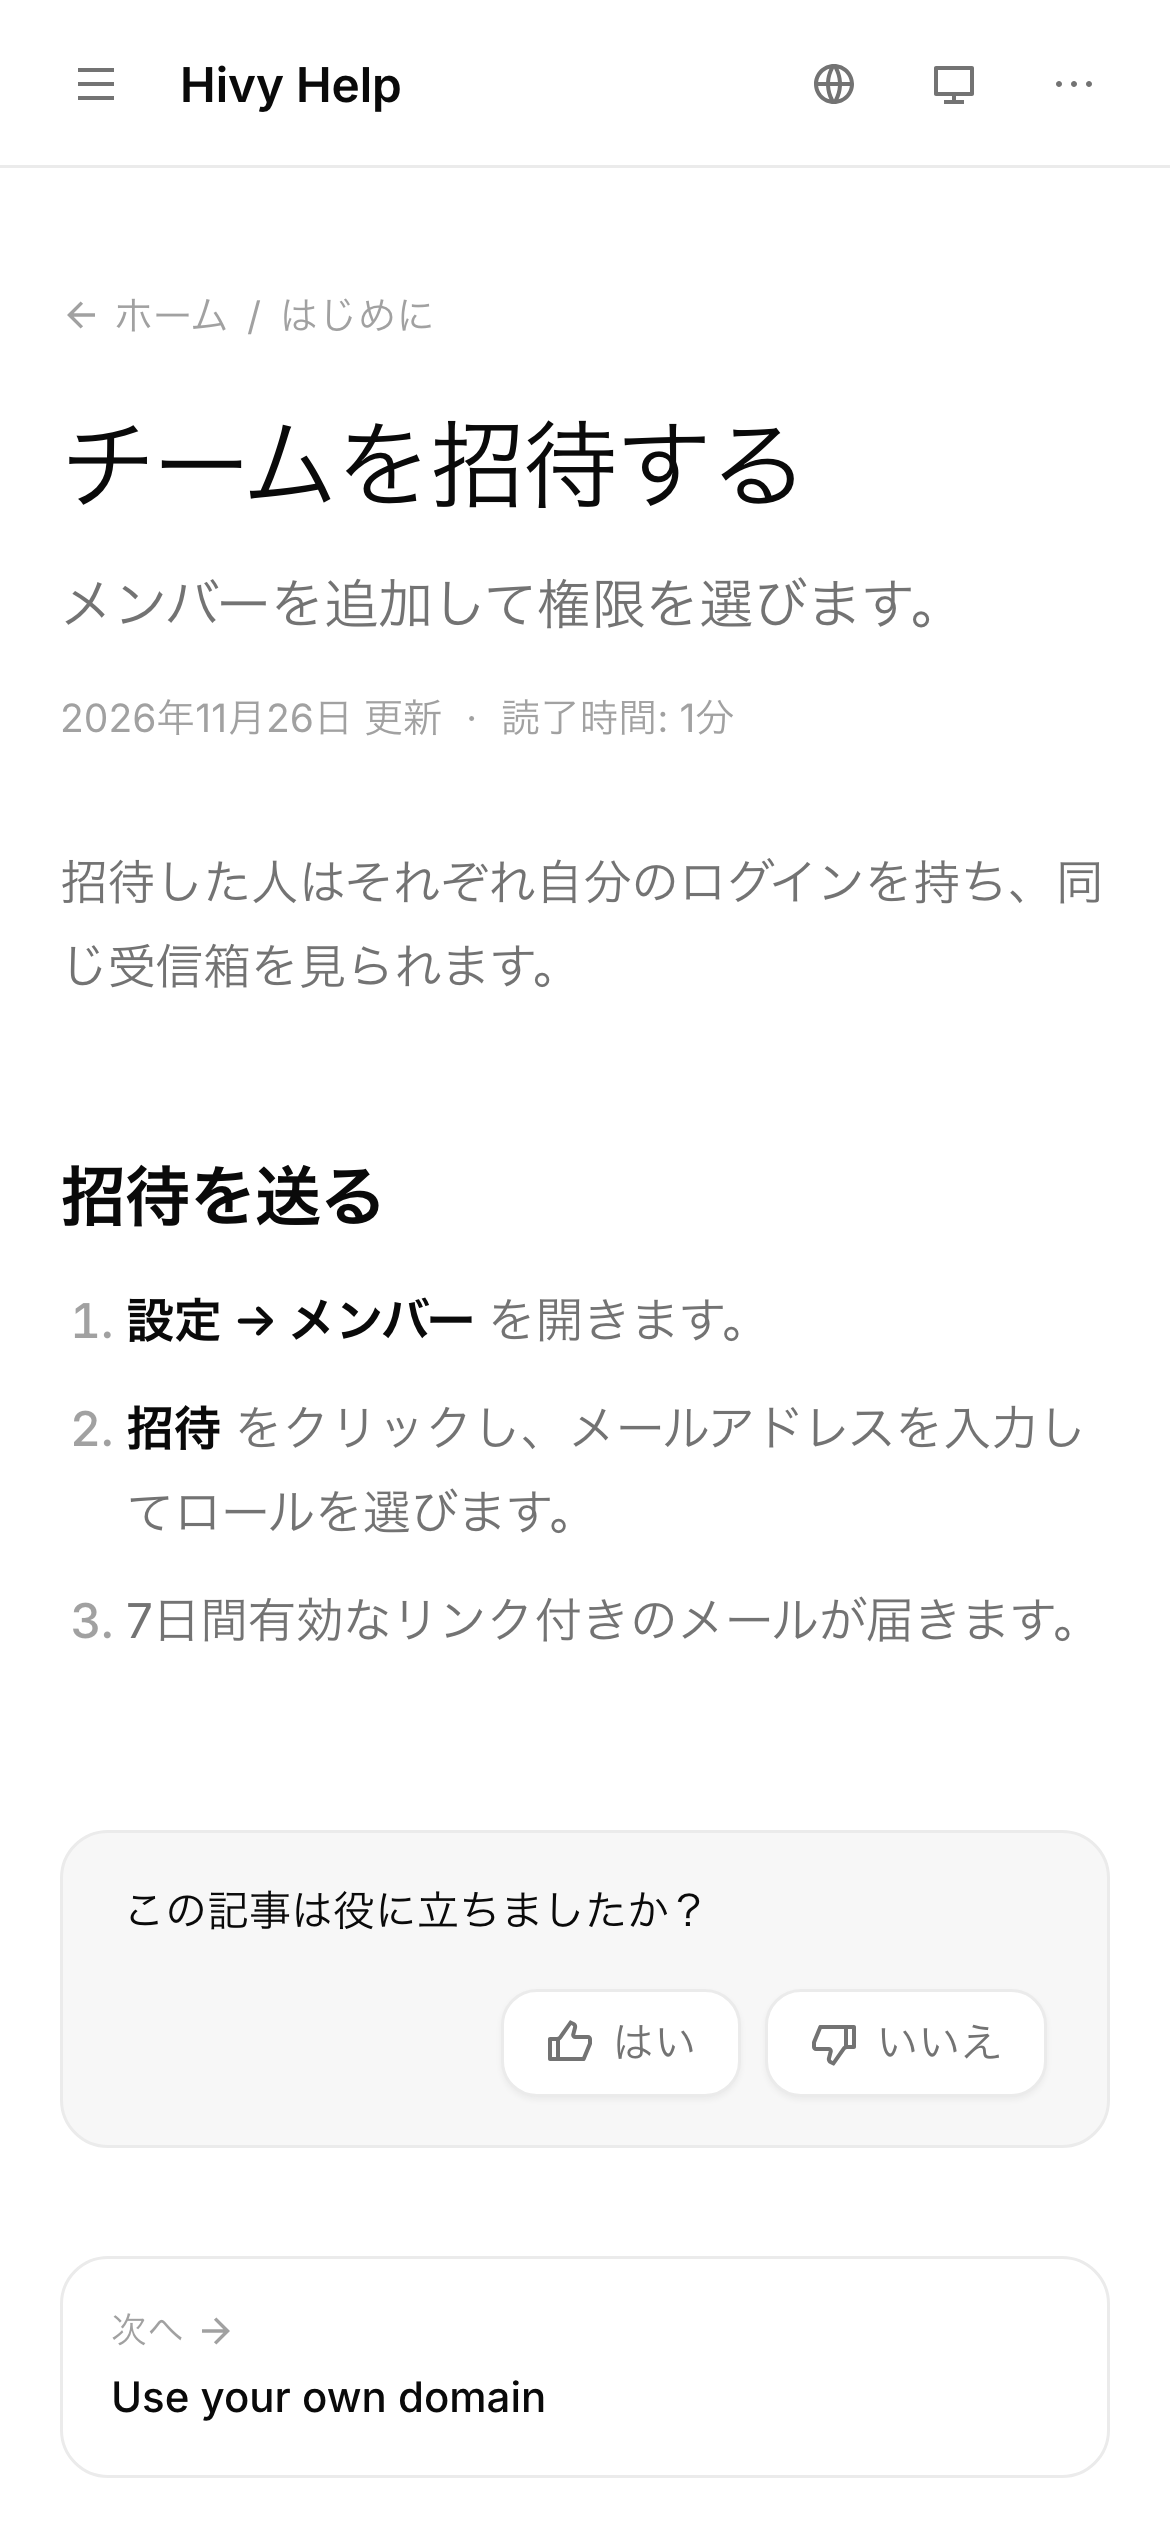 Hivy Help
← ホーム / はじめに
チームを招待する
メンバーを追加して権限を選びます。
2026年11月26日 更新 · 読了時間: 1分
招待した人はそれぞれ自分のログインを持ち、同
じ受信箱を見られます。
招待を送る
1. 設定 → メンバー を開きます。
2. 招待 をクリックし、メールアドレスを入力し
てロールを選びます。
3. 7日間有効なリンク付きのメールが届きます。
この記事は役に立ちましたか？
はい
いいえ
次へ →
Use your own domain